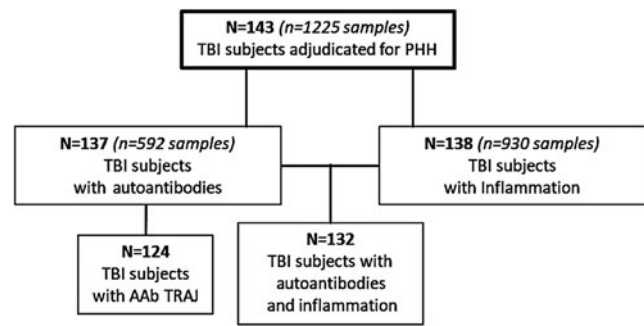 N=143 (n=1225 samples)
TBI subjects adjudicated for PHH
N=137 (n=592 samples)
TBI subjects
with autoantibodies
N=138 (n=930 samples)
TBI subjects
with Inflammation
N=124
TBI subjects
with AAb TRAJ
N=132
TBI subjects with
autoantibodies
and inflammation